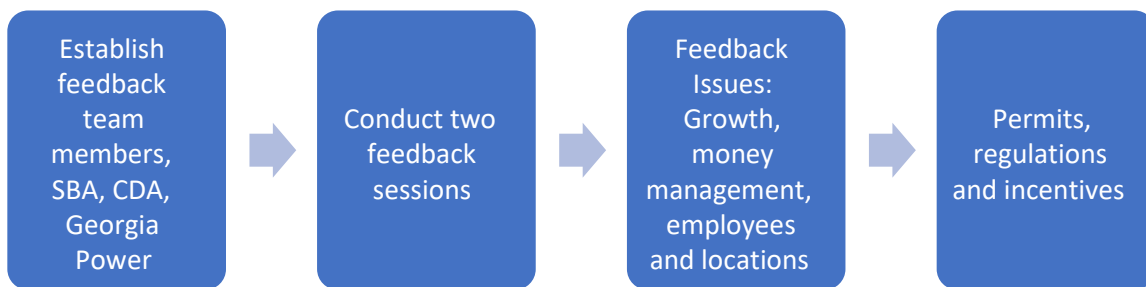 Establish
feedback
team
members,
SBA, CDA,
Georgia
Power
Conduct two
feedback
sessions
Feedback
Issues:
Growth,
money
management,
employees
and locations
Permits,
regulations
and incentives